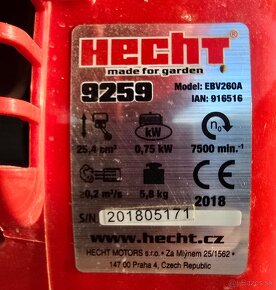 HECHT®
made for garden
9259 Model: EBV260A
IAN: 916516
kW n₀
25,4 cm³ 0,75 kW 7500 min.⁻¹
≥0,2 m³/s 5,8 kg CE
2018
S/N 201805171
www.hecht.cz
HECHT MOTORS s.r.o. • Za Mlýnem 25/1562 •
147 00 Praha 4, Czech Republic